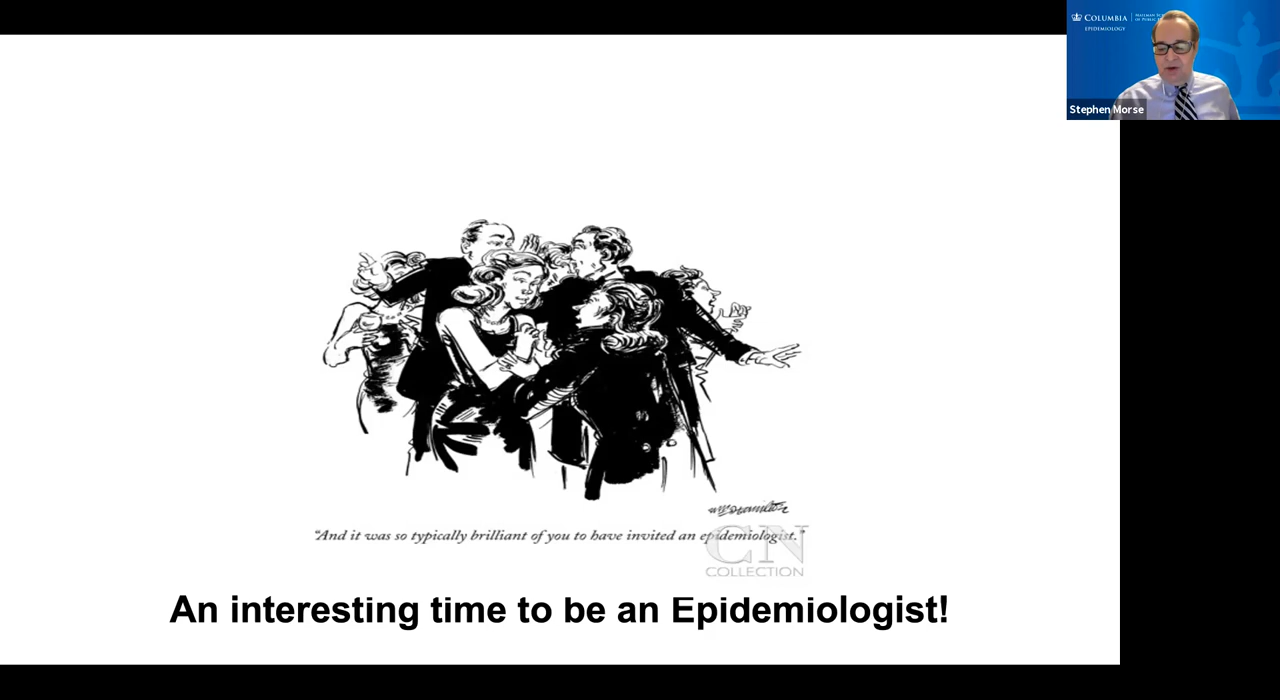 COLUMBIA
EPIDEMIOLOGY
Stephen Morse
"And it was so typically brilliant of you to have invited an epidemiologist."
CN
COLLECTION
An interesting time to be an Epidemiologist!